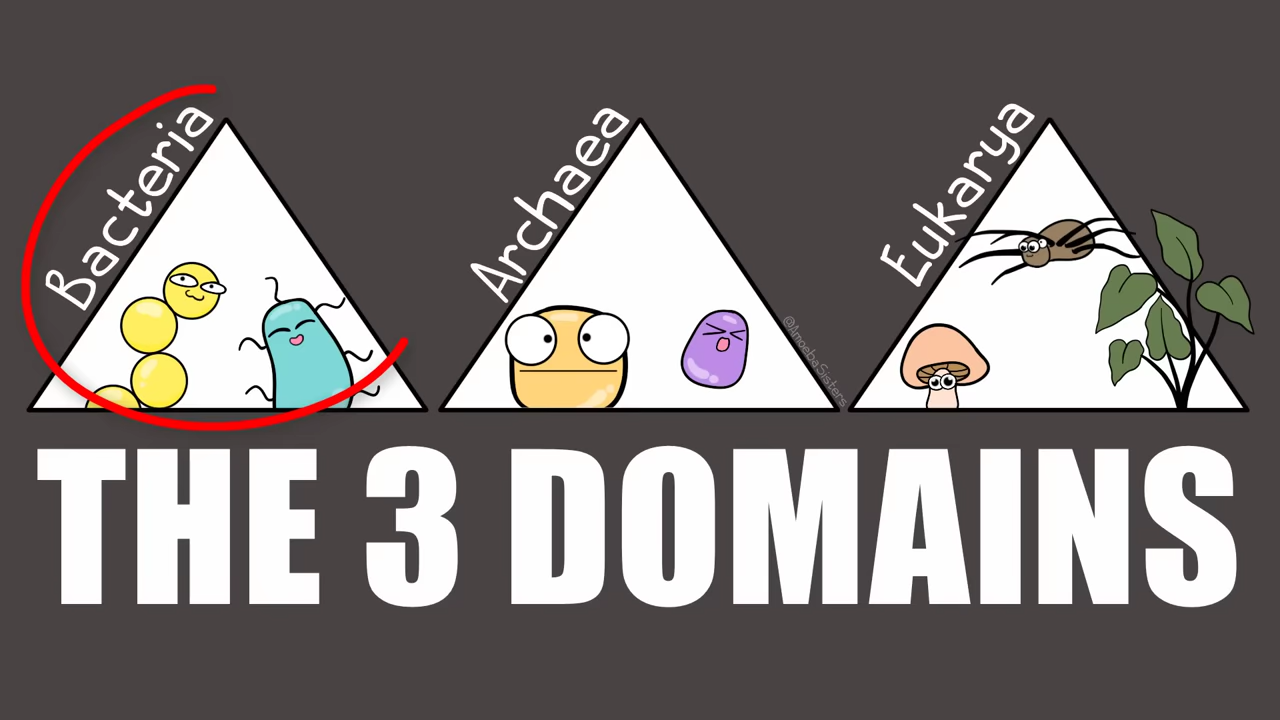 Bacteria
Archaea
Eukarya
@AmoebaSisters
THE 3 DOMAINS